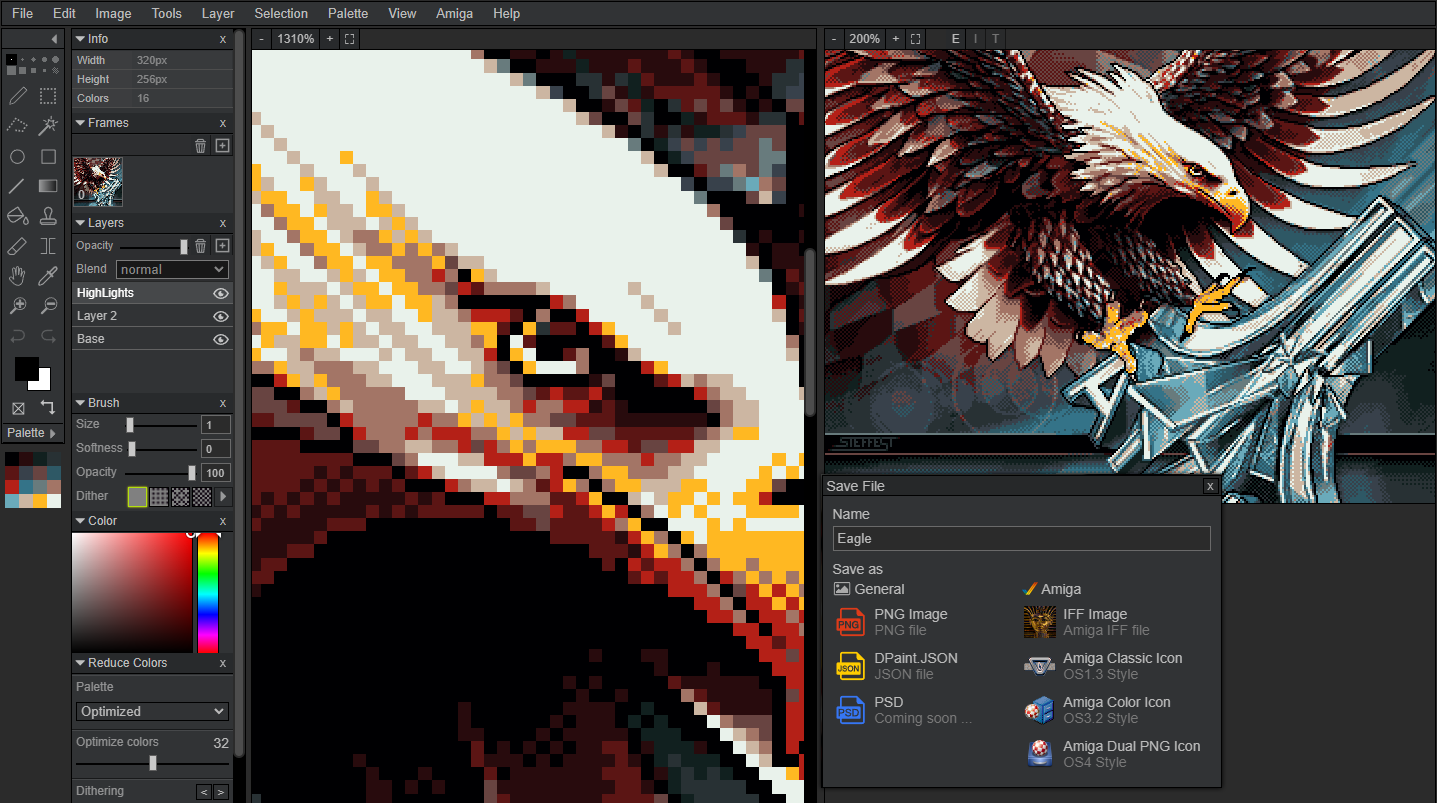 File Edit Image Tools Layer Selection Palette View Amiga Help
Palette
Info x
Width 320px
Height 256px
Colors 16
Frames x
0
Layers x
Opacity
Blend normal
HighLights
Layer 2
Base
Brush x
Size 1
Softness 0
Opacity 100
Dither
Color x
Reduce Colors x
Palette
Optimized
Optimize colors 32
Dithering < >
- 1310% +
- 200% + E I T
STEFFEST
Save File x
Name
Eagle
Save as
General
PNG PNG Image
PNG file
JSON DPaint.JSON
JSON file
PSD PSD
Coming soon ...
Amiga
IFF Image
Amiga IFF file
Amiga Classic Icon
OS1.3 Style
Amiga Color Icon
OS3.2 Style
Amiga Dual PNG Icon
OS4 Style